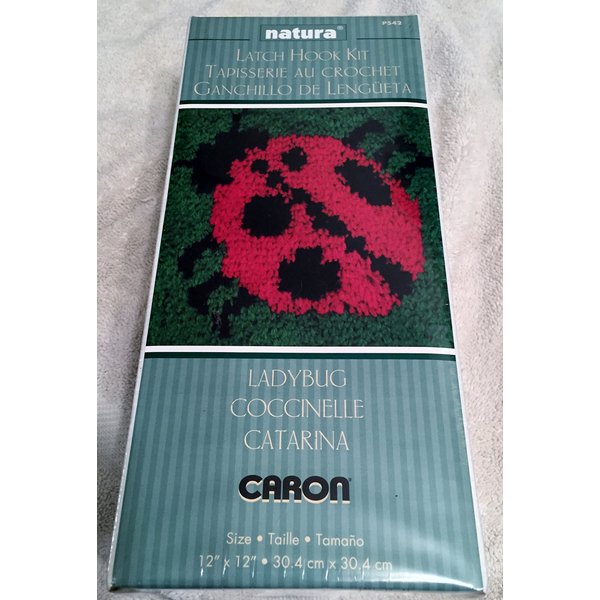 natura®
P542
LATCH HOOK KIT
TAPISSERIE AU CROCHET
GANCHILLO DE LENGÜETA
LADYBUG
COCCINELLE
CATARINA
CARON®
Size • Taille • Tamaño
12" x 12" • 30.4 cm x 30.4 cm